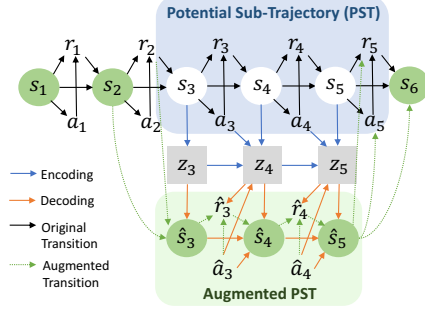 Potential Sub-Trajectory (PST)
r₁ r₂ r₃ r₄ r₅
s₁ s₂ s₃ s₄ s₅ s₆
a₁ a₂ a₃ a₄ a₅
z₃ z₄ z₅
Encoding
Decoding
Original
Transition
Augmented
Transition
r̂₃ r̂₄
ŝ₃ ŝ₄ ŝ₅
â₃ â₄
Augmented PST